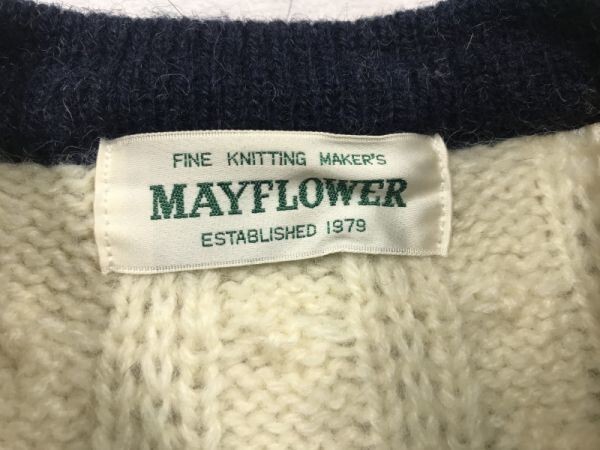 FINE KNITTING MAKER'S
MAYFLOWER
ESTABLISHED 1979